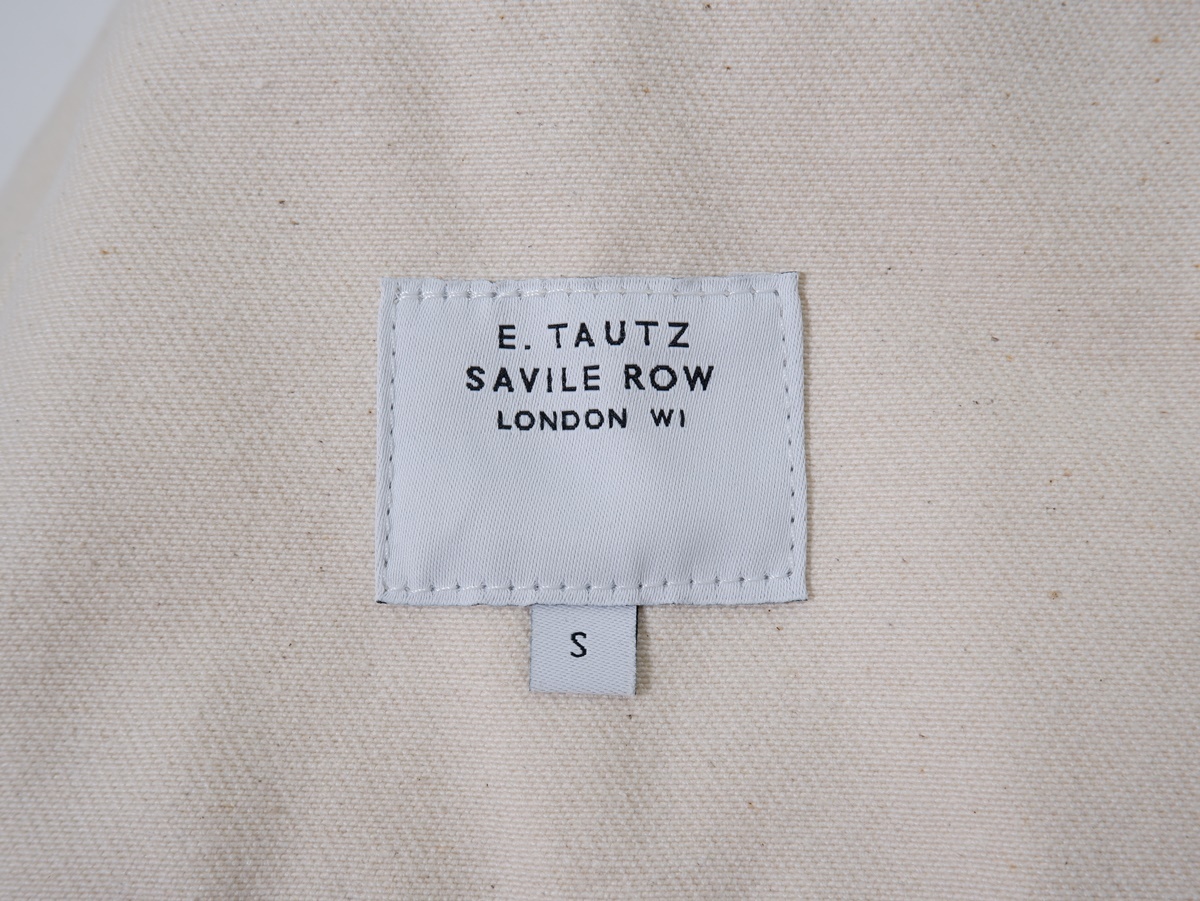 E. TAUTZ
SAVILE ROW
LONDON W1
S